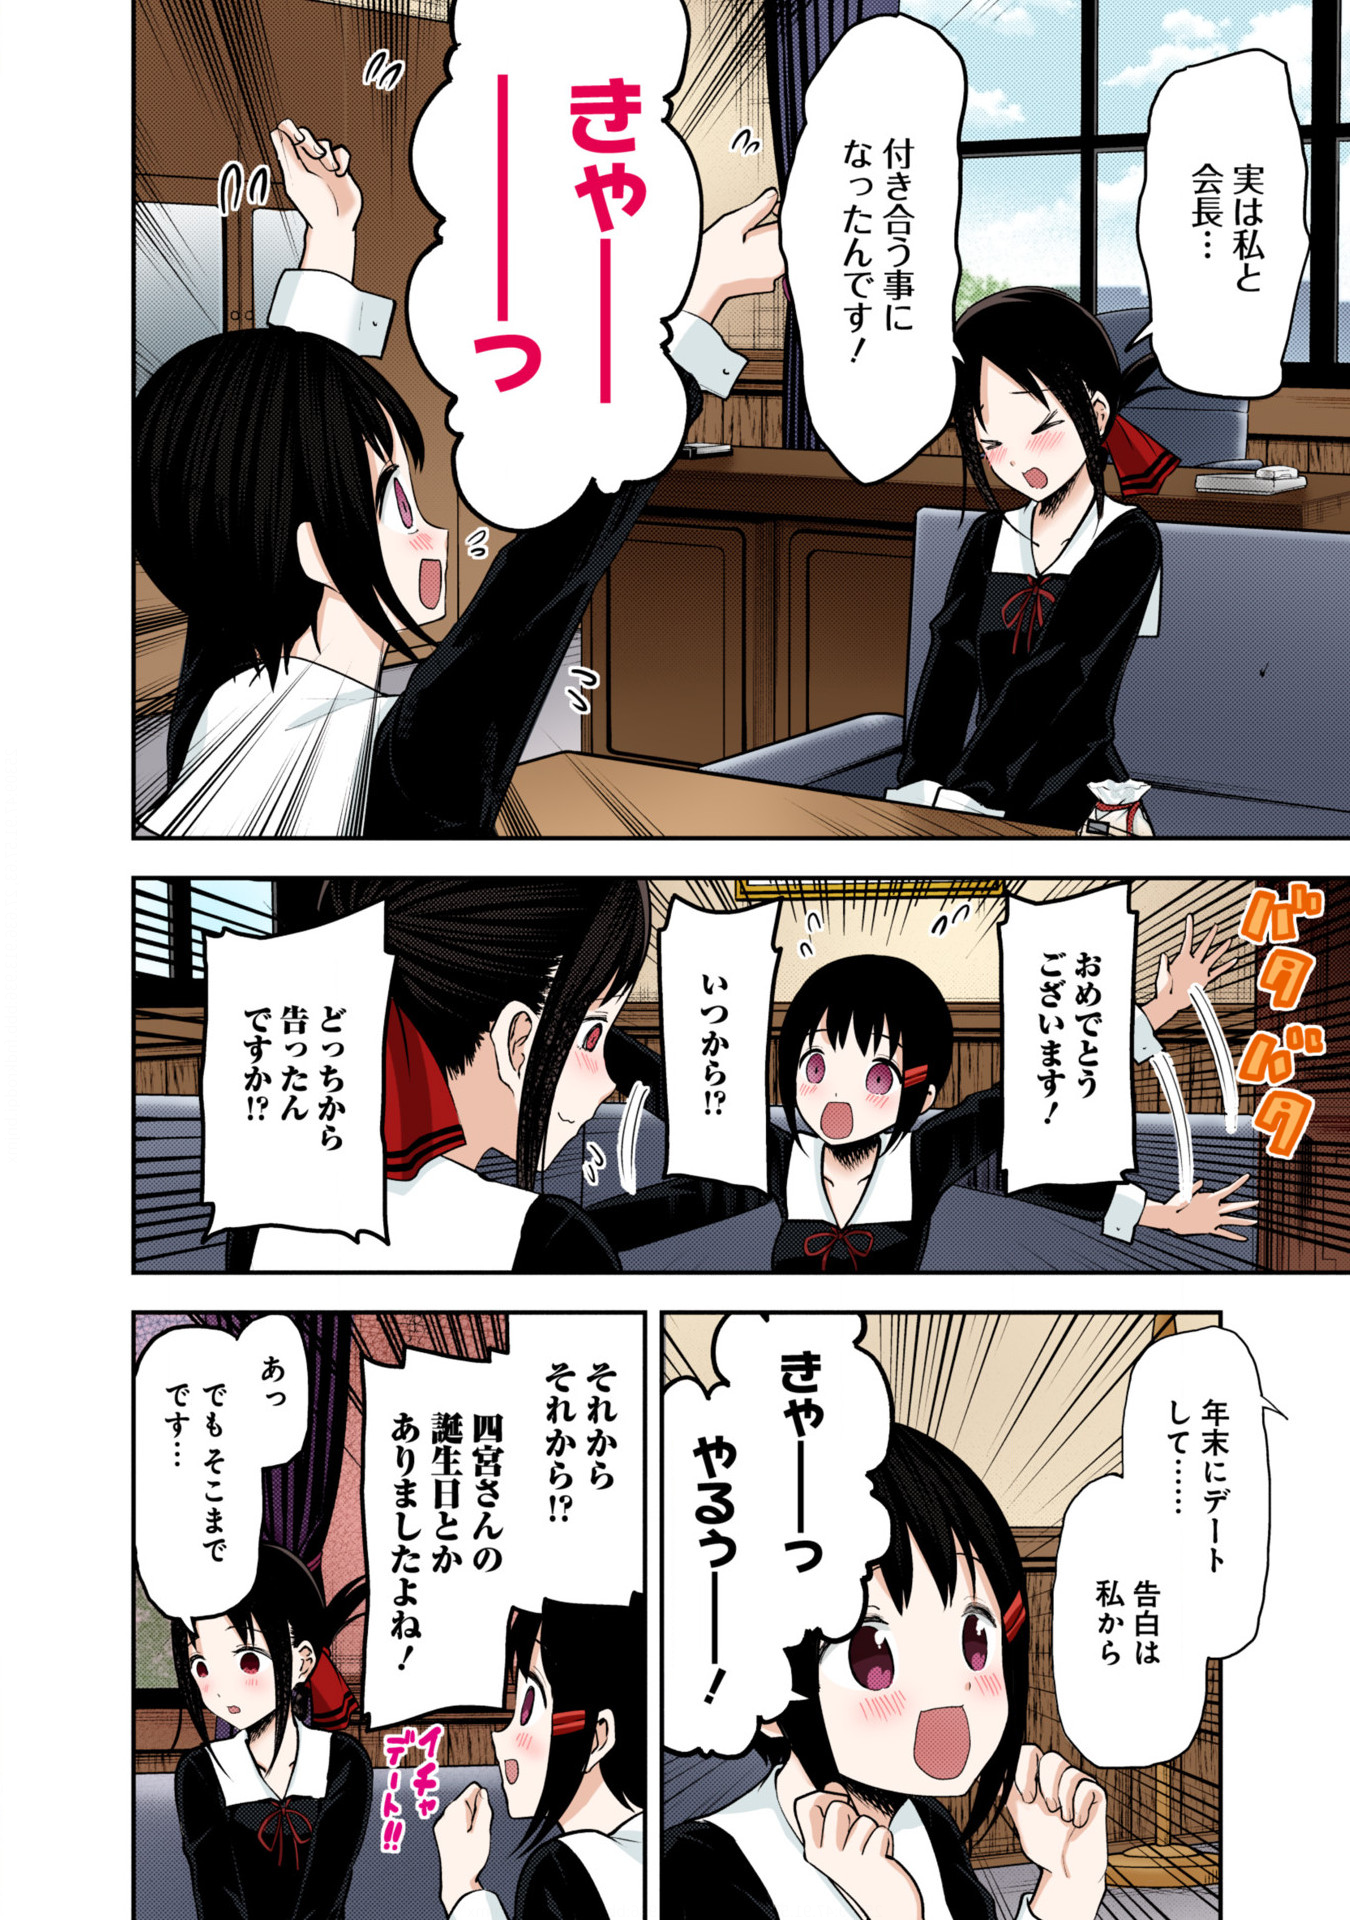 実は私と
会長…
付き合う事に
なったんです！
きゃーーっ
バタバタ
おめでとう
ございます！
いつから!?
どっちから
告ったん
ですか!?
年末にデート
して……
告白は
私から
きゃーーっ
やるぅーー！
それから
それから!?
四宮さんの
誕生日とか
ありましたよね！
イチャ
デート!!
あっ
でも そこまで
です…